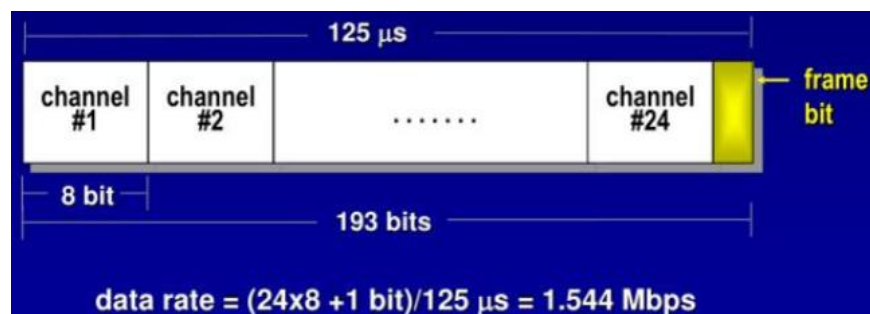 125 μs
channel
#1
channel
#2
.......
channel
#24
frame
bit
8 bit
193 bits
data rate = (24x8 +1 bit)/125 μs = 1.544 Mbps